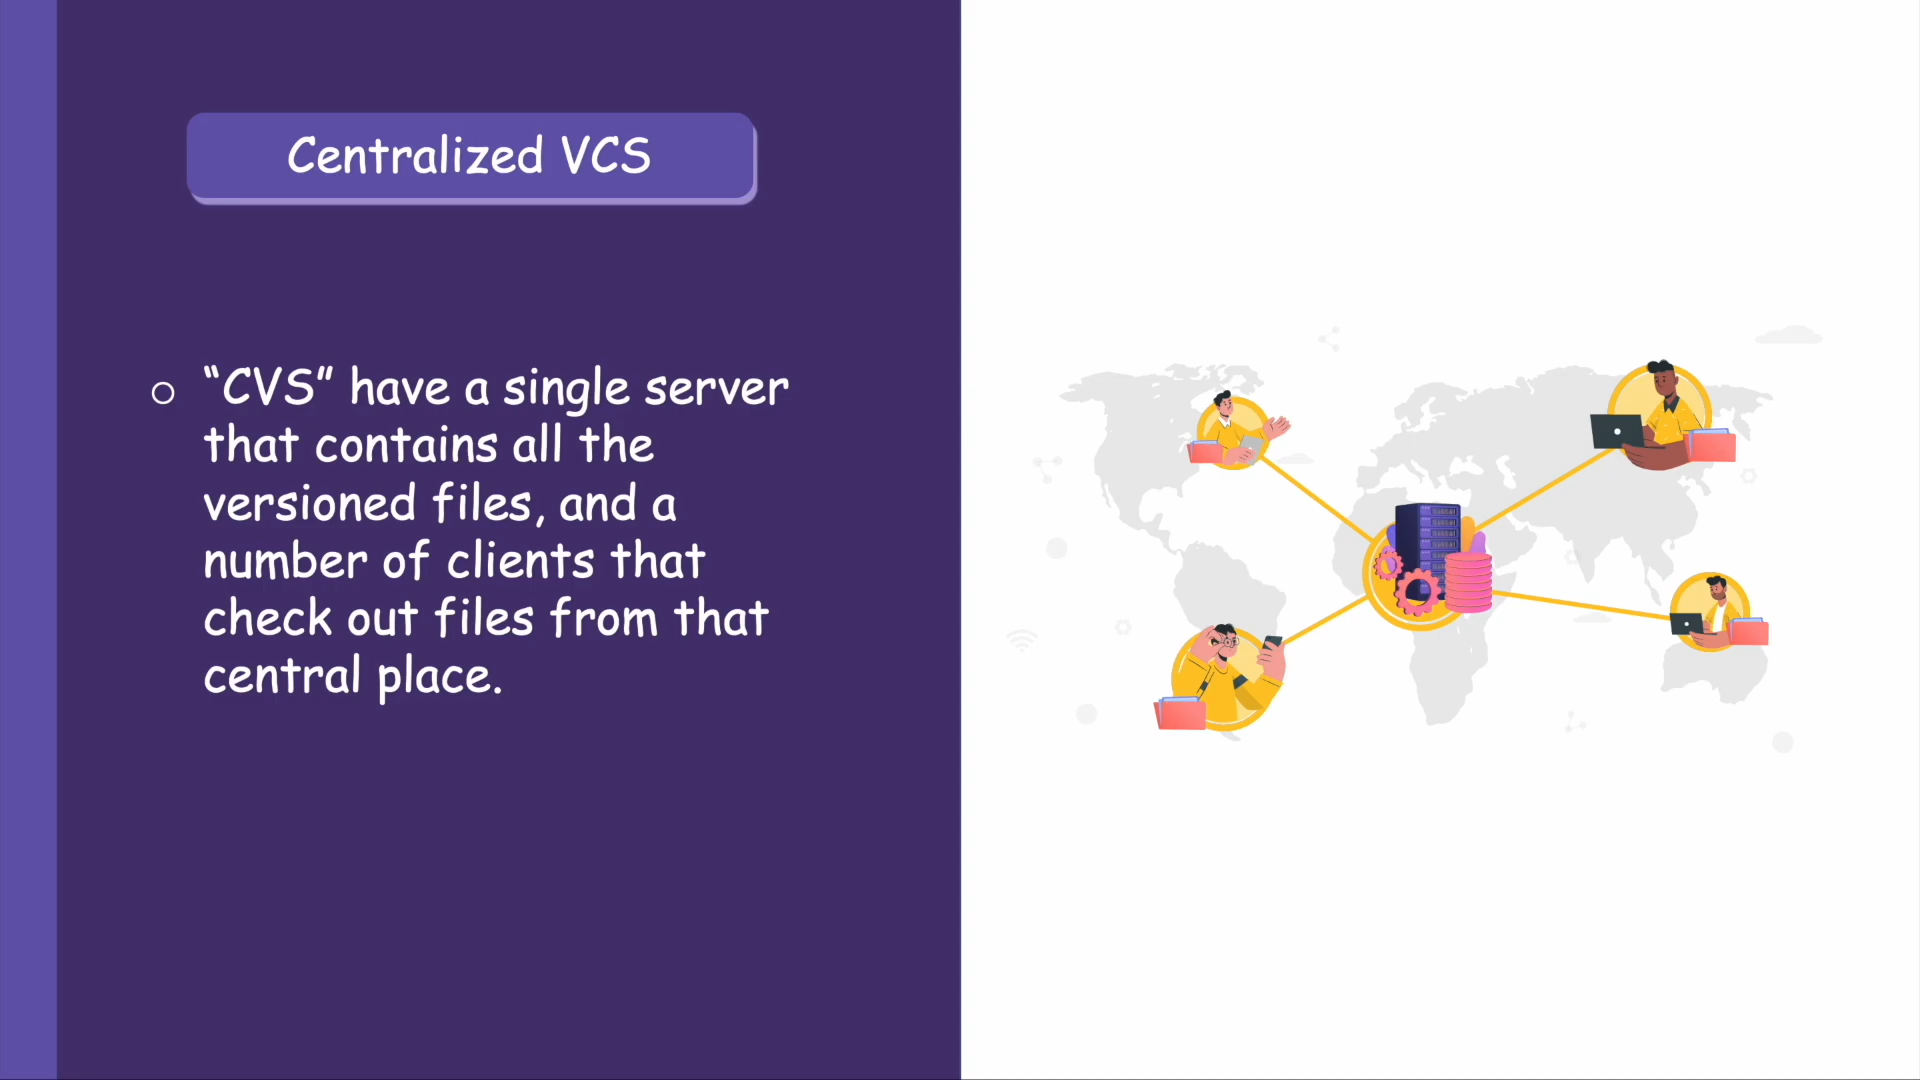 Centralized VCS
“CVS” have a single server
that contains all the
versioned files, and a
number of clients that
check out files from that
central place.